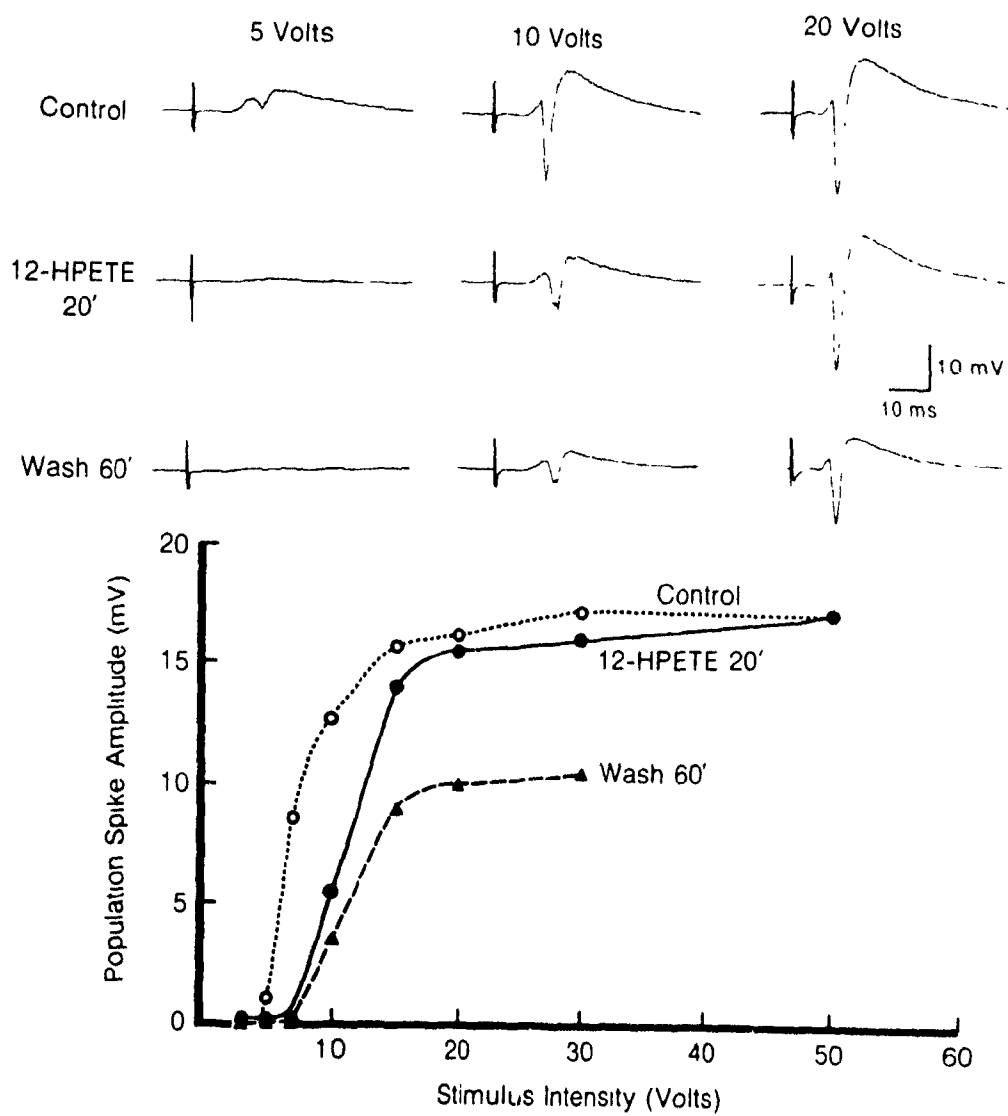 5 Volts
10 Volts
20 Volts
Control
12-HPETE
20'
10 mV
10 ms
Wash 60'
20
15
10
5
0
Population Spike Amplitude (mV)
Control
12-HPETE 20'
Wash 60'
10
20
30
40
50
60
Stimulus Intensity (Volts)